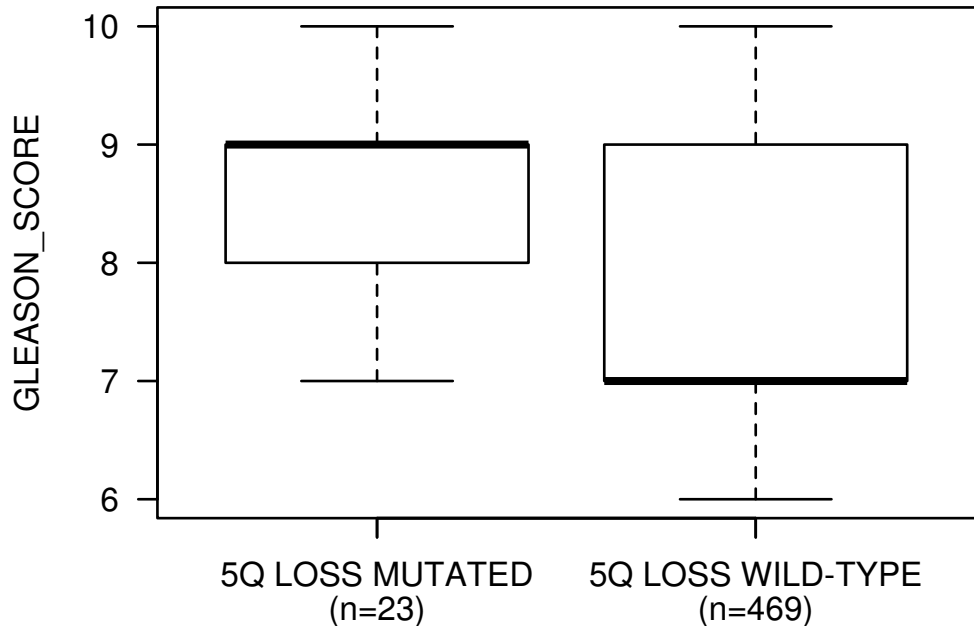 GLEASON_SCORE
10
9
8
7
6
5Q LOSS MUTATED
(n=23)
5Q LOSS WILD-TYPE
(n=469)